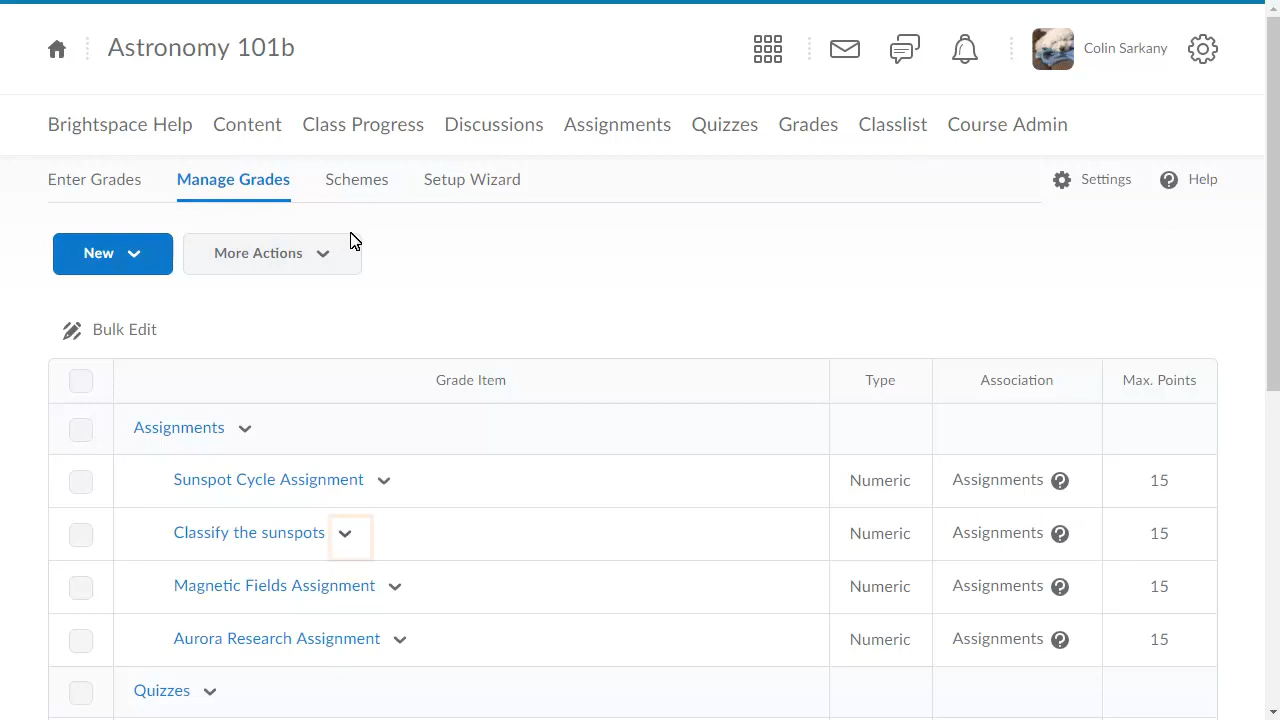 Astronomy 101b
Colin Sarkany
Brightspace Help Content Class Progress Discussions Assignments Quizzes Grades Classlist Course Admin
Enter Grades Manage Grades Schemes Setup Wizard Settings Help
New More Actions
Bulk Edit
Grade Item Type Association Max. Points
Assignments
Sunspot Cycle Assignment Numeric Assignments 15
Classify the sunspots Numeric Assignments 15
Magnetic Fields Assignment Numeric Assignments 15
Aurora Research Assignment Numeric Assignments 15
Quizzes